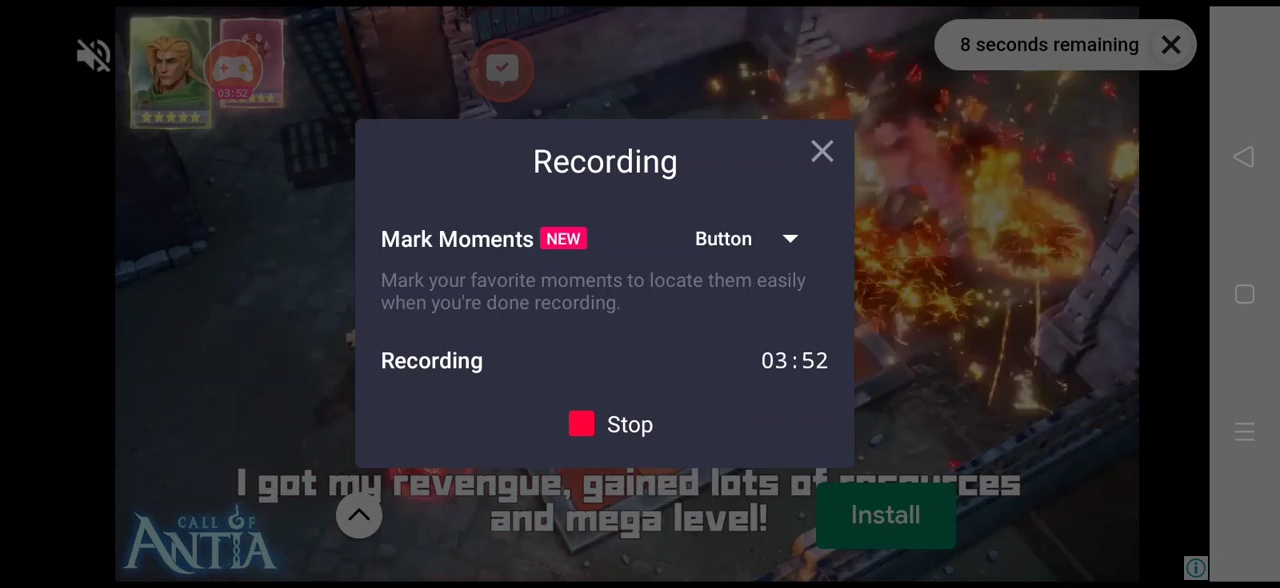 8 seconds remaining
03:52
Recording
Mark Moments NEW
Button
Mark your favorite moments to locate them easily
when you're done recording.
Recording
03:52
Stop
I got my revengue, gained lots of resources
and mega level!
Install
CALL OF
ANTIA